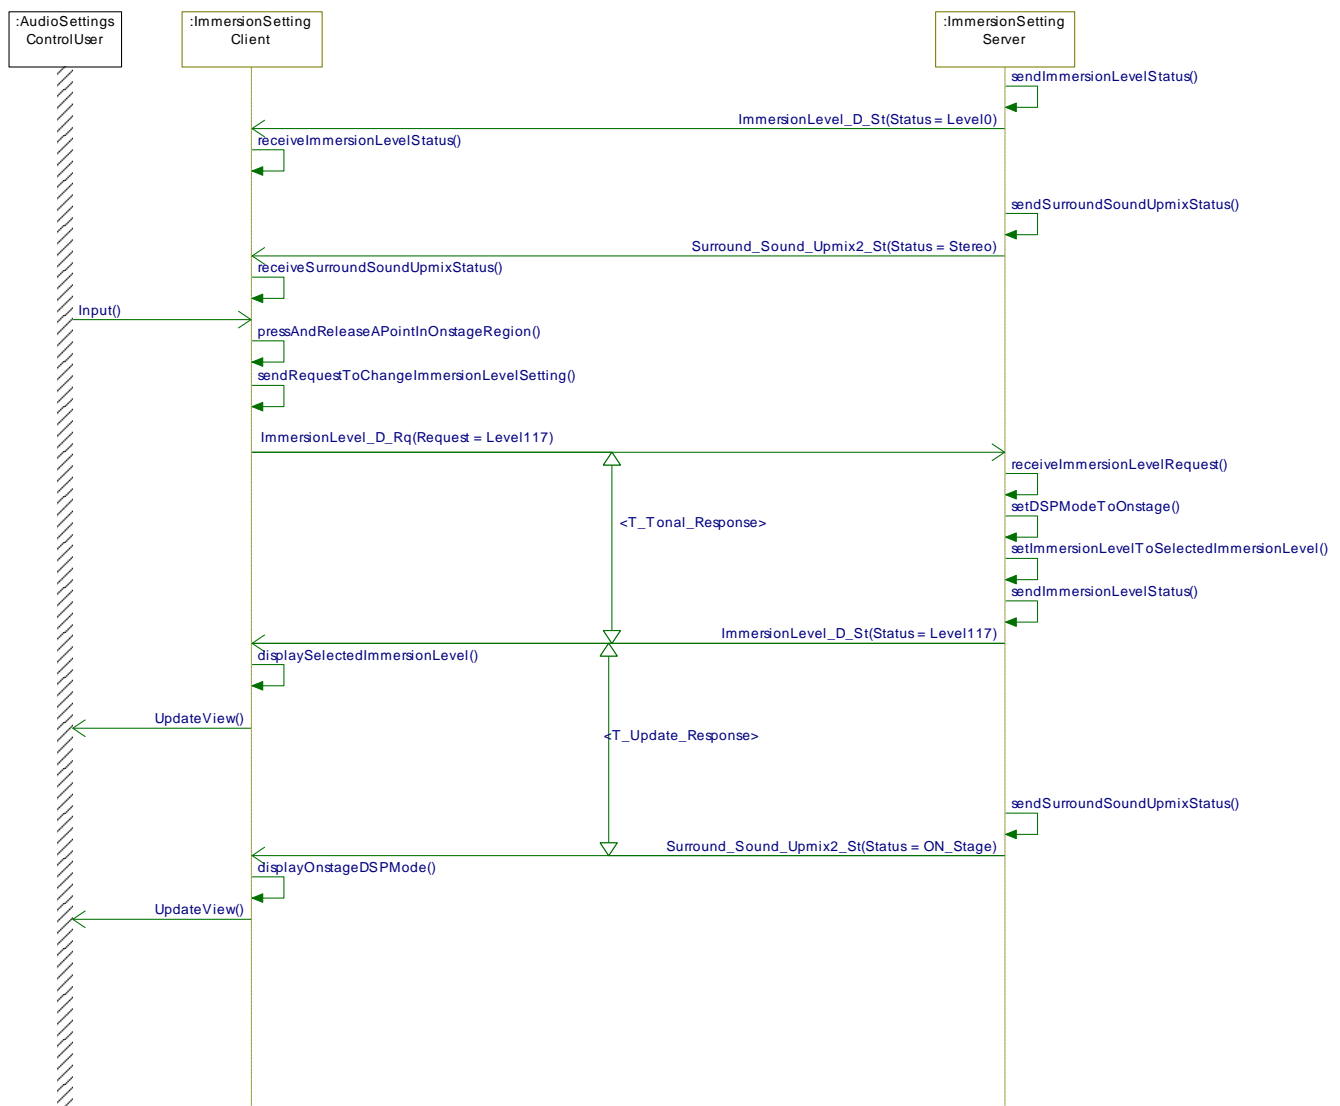 :AudioSettings
ControlUser
:ImmersionSetting
Client
:ImmersionSetting
Server
sendImmersionLevelStatus()
ImmersionLevel_D_St(Status = Level0)
receiveImmersionLevelStatus()
sendSurroundSoundUpmixStatus()
Surround_Sound_Upmix2_St(Status = Stereo)
receiveSurroundSoundUpmixStatus()
Input()
pressAndReleaseAPointInOnstageRegion()
sendRequestToChangeImmersionLevelSetting()
ImmersionLevel_D_Rq(Request = Level117)
receiveImmersionLevelRequest()
setDSPModeToOnstage()
<T_Tonal_Response>
setImmersionLevelToSelectedImmersionLevel()
sendImmersionLevelStatus()
ImmersionLevel_D_St(Status = Level117)
displaySelectedImmersionLevel()
UpdateView()
<T_Update_Response>
sendSurroundSoundUpmixStatus()
Surround_Sound_Upmix2_St(Status = ON_Stage)
displayOnstageDSPMode()
UpdateView()